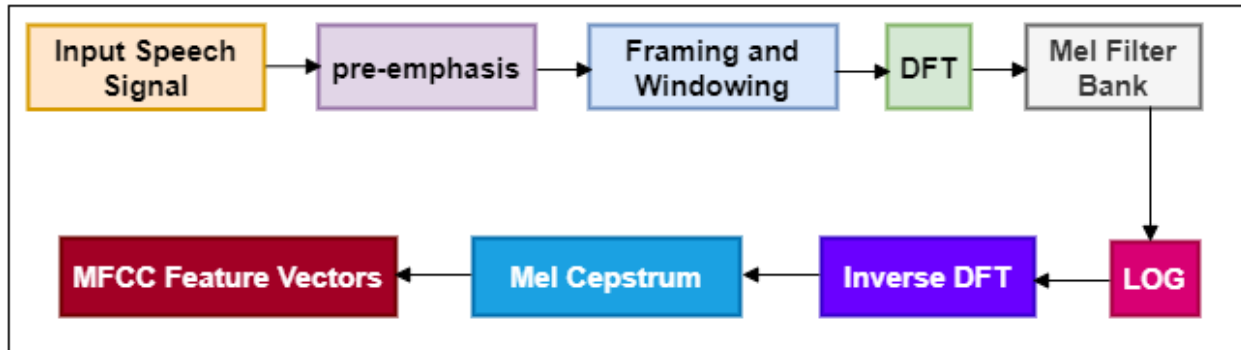 Input Speech
Signal
pre-emphasis
Framing and
Windowing
DFT
Mel Filter
Bank
LOG
Inverse DFT
Mel Cepstrum
MFCC Feature Vectors